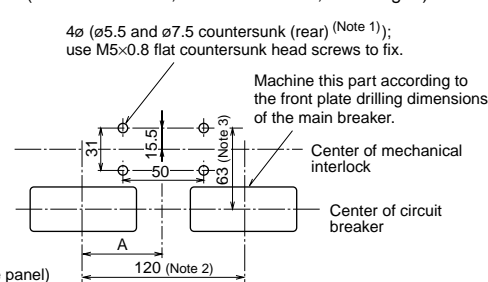 4ø (ø5.5 and ø7.5 countersunk (rear) (Note 1));
use M5×0.8 flat countersunk head screws to fix.
Machine this part according to
the front plate drilling dimensions
of the main breaker.
31
15.5
50
63 (Note 3)
Center of mechanical
interlock
Center of circuit
breaker
A
120 (Note 2)
panel)